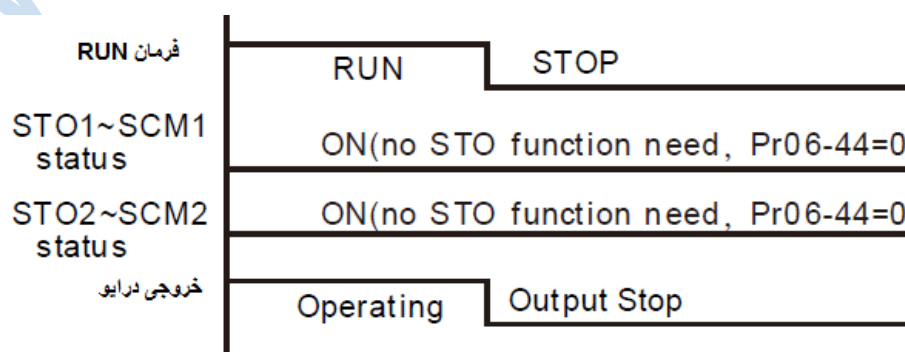 فرمان RUN
RUN
STOP
STO1~SCM1
status
ON(no STO function need, Pr06-44=0
STO2~SCM2
status
ON(no STO function need, Pr06-44=0
خروجی درایو
Operating
Output Stop